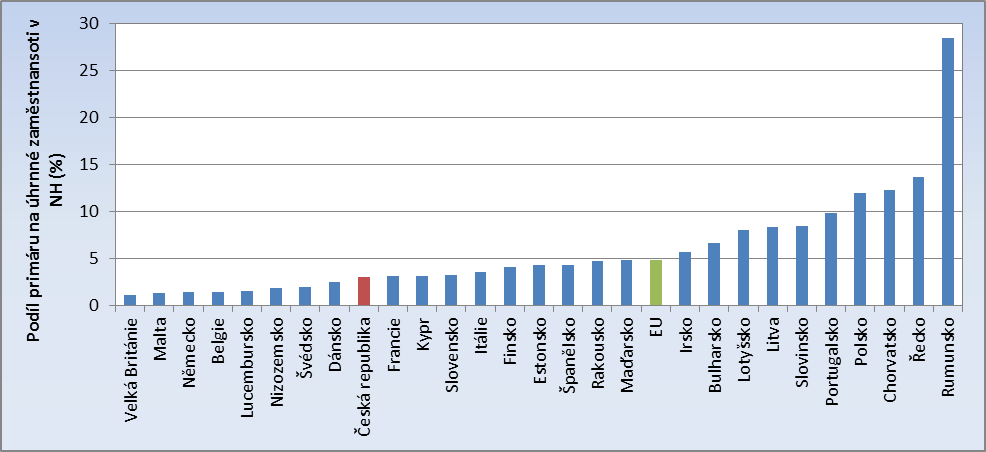 Podíl primáru na úhrnné zaměstnansoti v
NH (%)
30
25
20
15
10
5
0
Velká Británie
Malta
Německo
Belgie
Lucembursko
Nizozemsko
Švédsko
Dánsko
Česká republika
Francie
Kypr
Slovensko
Itálie
Finsko
Estonsko
Španělsko
Rakousko
Maďarsko
EU
Irsko
Bulharsko
Lotyšsko
Litva
Slovinsko
Portugalsko
Polsko
Chorvatsko
Řecko
Rumunsko